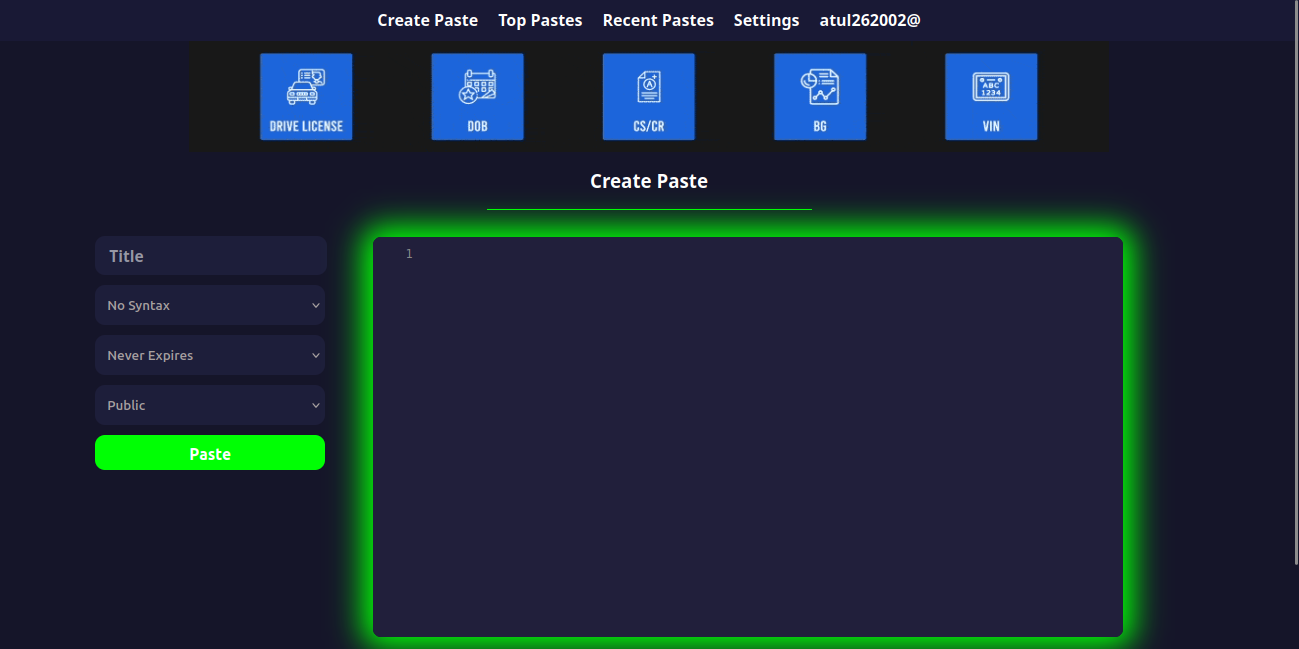 Create Paste Top Pastes Recent Pastes Settings atul262002@
DRIVE LICENSE DOB CS/CR BG ABC 1234 VIN
Create Paste
Title
1
No Syntax
Never Expires
Public
Paste